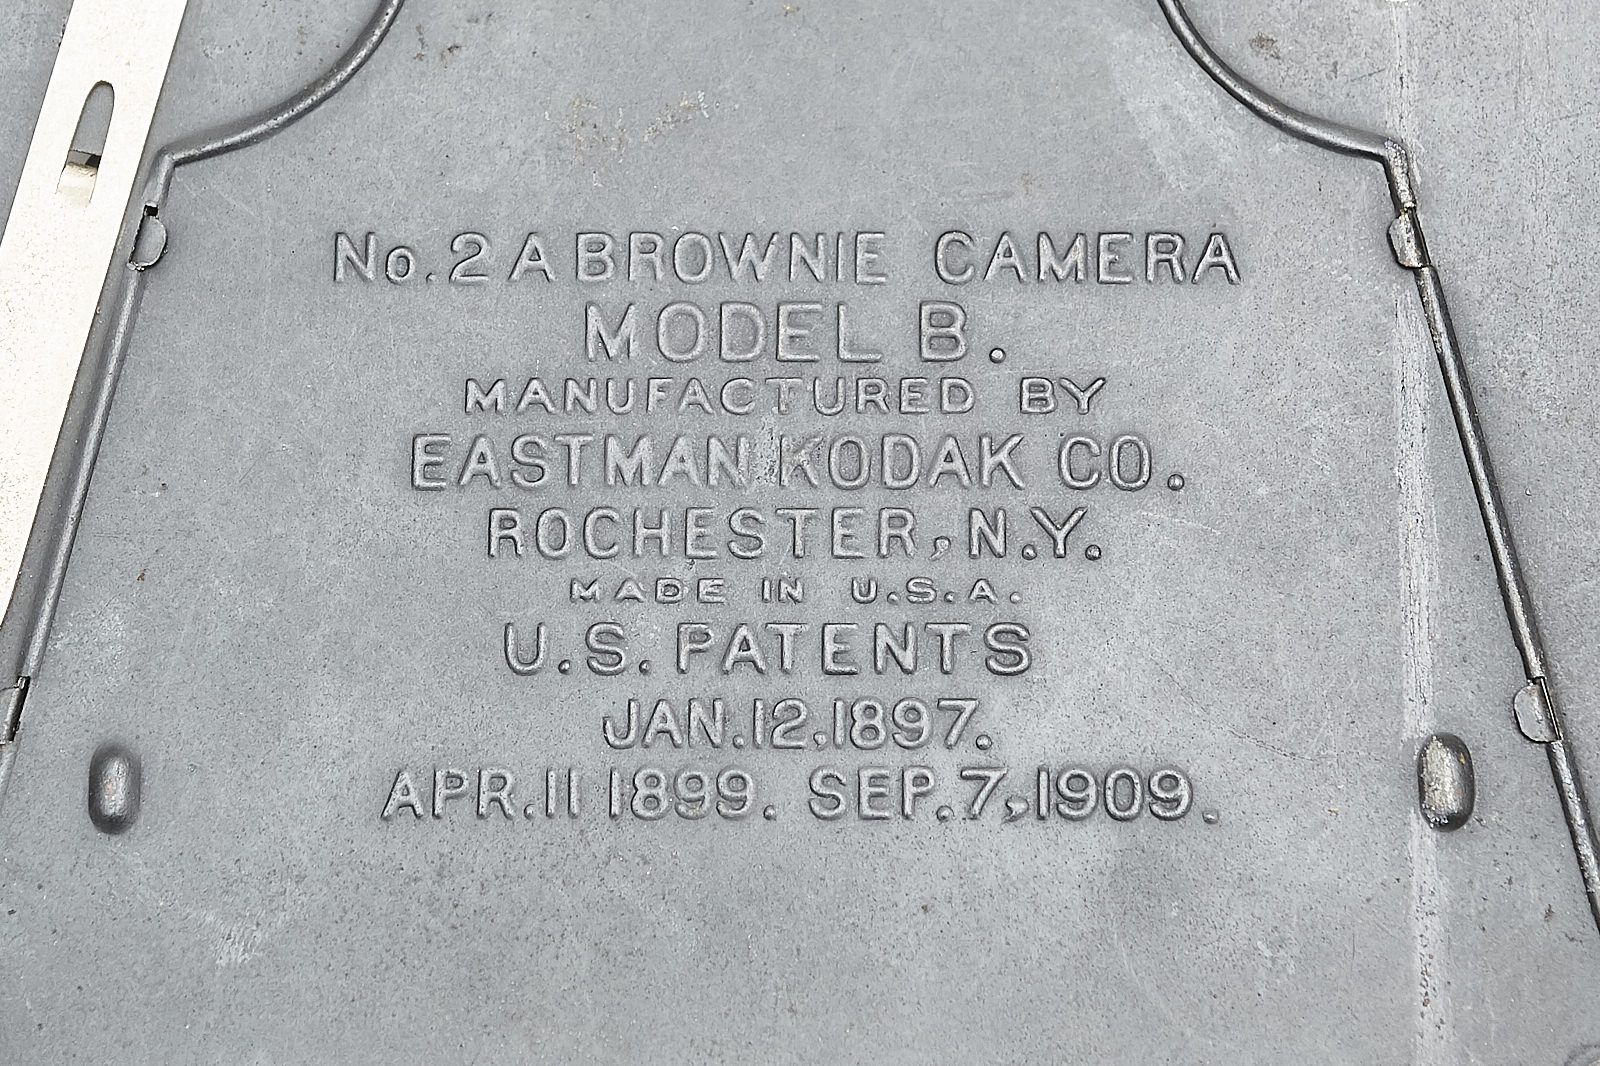 No. 2A BROWNIE CAMERA
MODEL B.
MANUFACTURED BY
EASTMAN KODAK CO.
ROCHESTER, N.Y.
MADE IN U.S.A.
U.S. PATENTS
JAN. 12, 1897.
APR. 11 1899. SEP. 7, 1909.